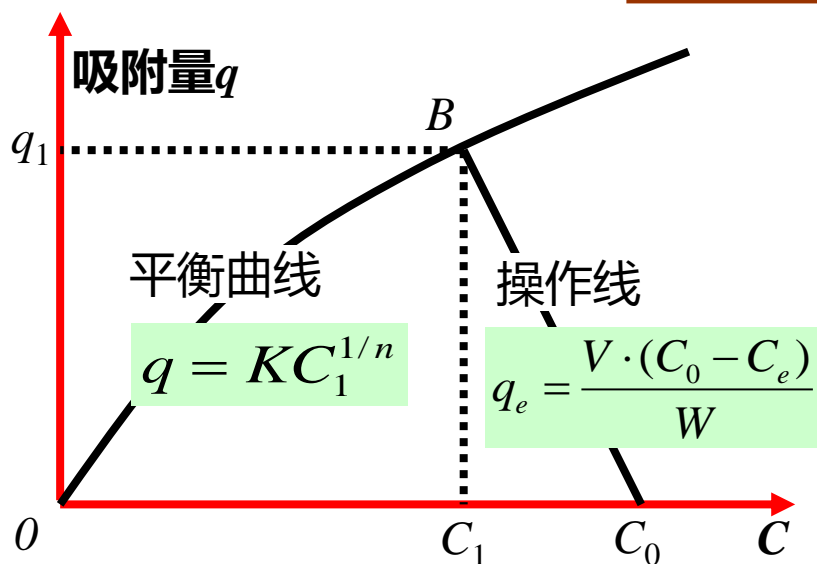 吸附量q
B
q₁
平衡曲线
操作线
q = KC₁^{1/n}
qₑ = V·(C₀ − Cₑ) / W
0
C₁
C₀
C